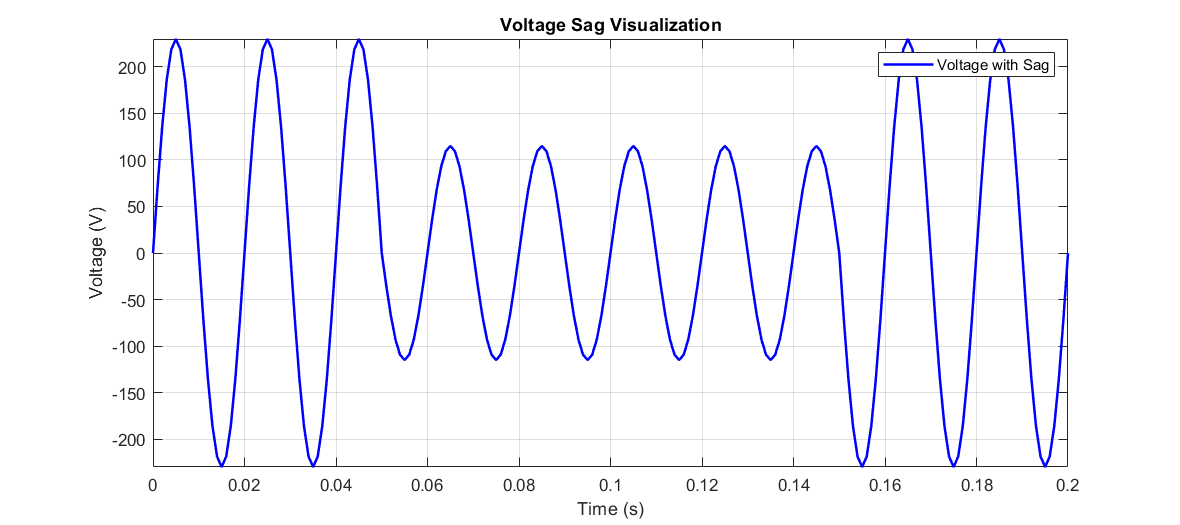 Voltage Sag Visualization
Voltage with Sag
200
150
100
50
0
-50
-100
-150
-200
Voltage (V)
0 0.02 0.04 0.06 0.08 0.1 0.12 0.14 0.16 0.18 0.2
Time (s)